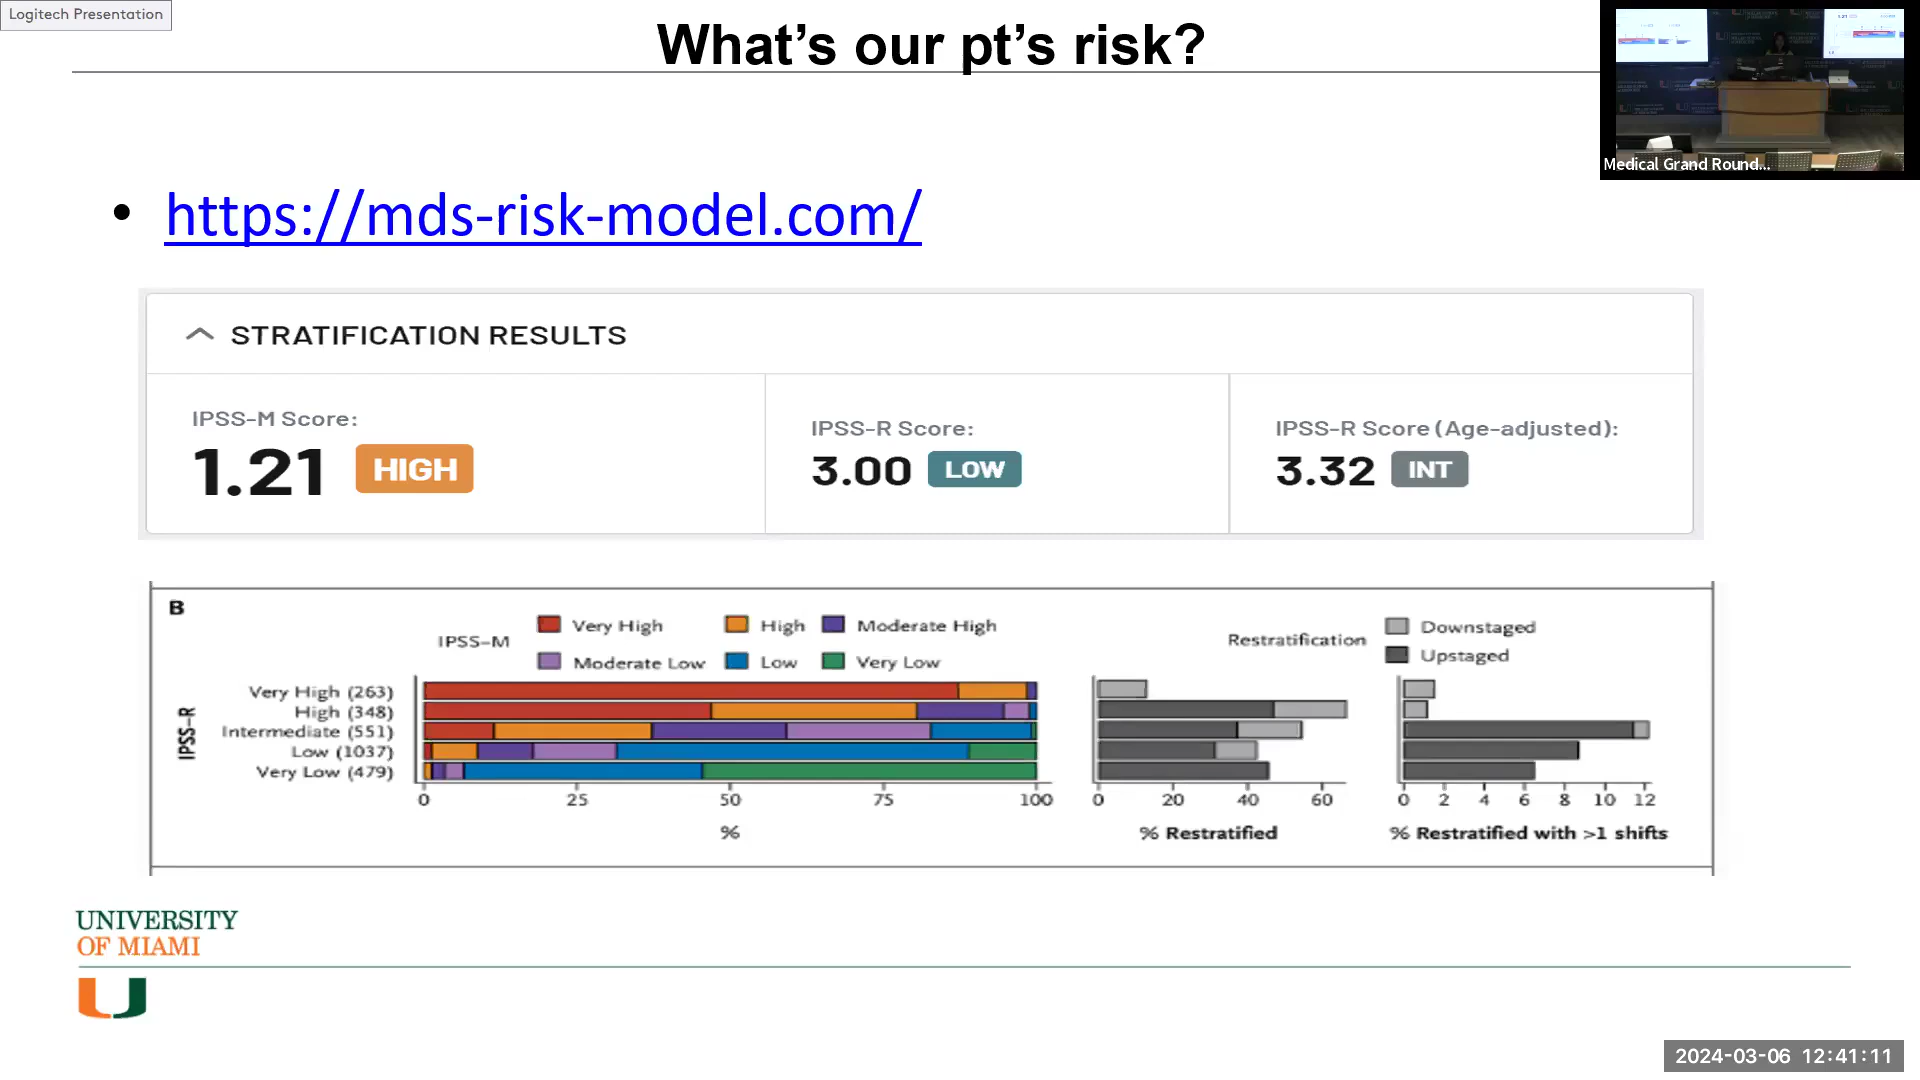 Logitech Presentation
What's our pt's risk?
Medical Grand Round...
• https://mds-risk-model.com/
STRATIFICATION RESULTS
IPSS-M Score:
1.21 HIGH
IPSS-R Score:
3.00 LOW
IPSS-R Score (Age-adjusted):
3.32 INT
B
IPSS-M
Very High
High
Moderate High
Moderate Low
Low
Very Low
Restratification
Downstaged
Upstaged
IPSS-R
Very High (263)
High (348)
Intermediate (551)
Low (1037)
Very Low (479)
0 25 50 75 100
%
0 20 40 60
% Restratified
0 2 4 6 8 10 12
% Restratified with >1 shifts
UNIVERSITY
OF MIAMI
2024-03-06 12:41:11